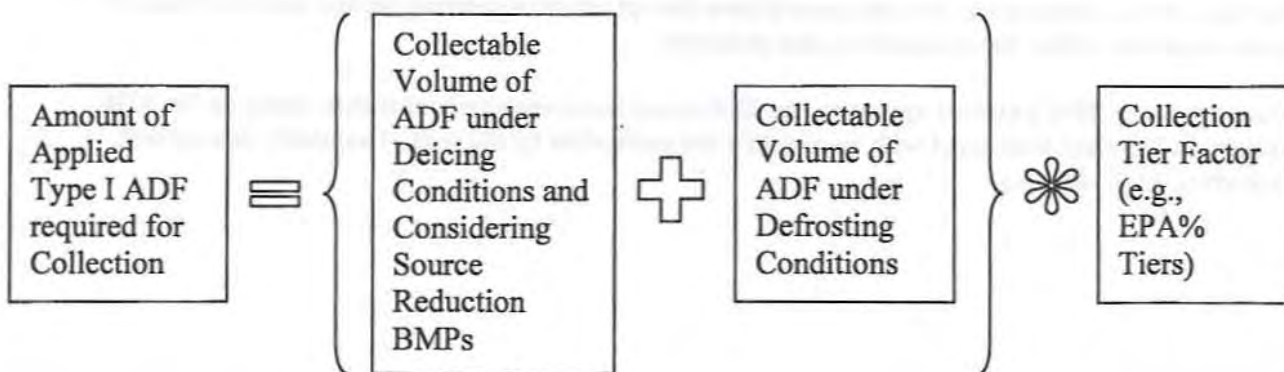 Amount of
Applied
Type I ADF
required for
Collection
=
{
Collectable
Volume of
ADF under
Deicing
Conditions and
Considering
Source
Reduction
BMPs
+
Collectable
Volume of
ADF under
Defrosting
Conditions
}
*
Collection
Tier Factor
(e.g.,
EPA%
Tiers)